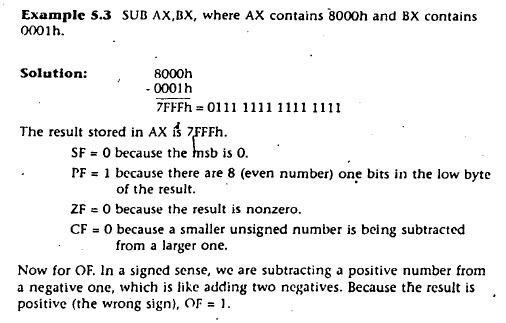 Example 5.3 SUB AX,BX, where AX contains 8000h and BX contains
0001h.
Solution: 8000h
- 0001h
7FFFh = 0111 1111 1111 1111
The result stored in AX is 7FFFh.
SF = 0 because the msb is 0.
PF = 1 because there are 8 (even number) one bits in the low byte
of the result.
ZF = 0 because the result is nonzero.
CF = 0 because a smaller unsigned number is being subtracted
from a larger one.
Now for OF. In a signed sense, we are subtracting a positive number from
a negative one, which is like adding two negatives. Because the result is
positive (the wrong sign), OF = 1.